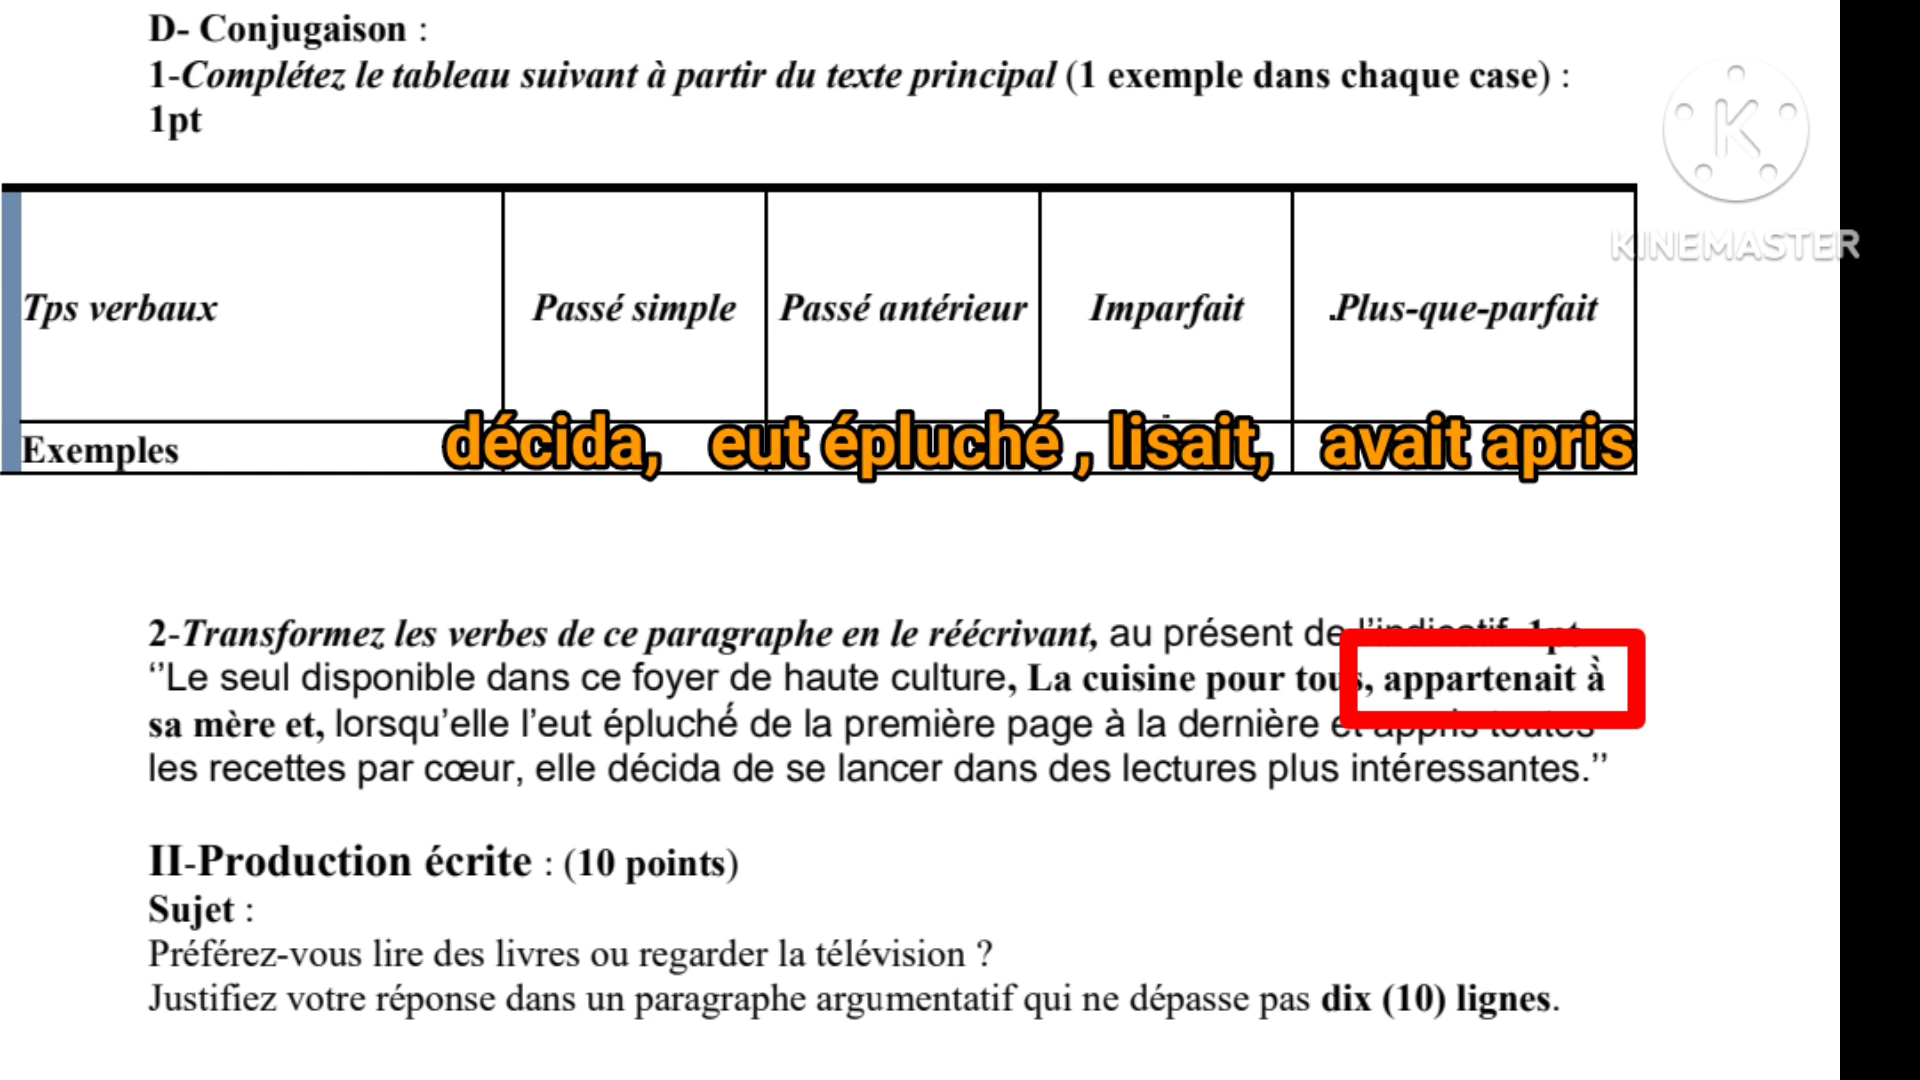 D- Conjugaison :
1-Complétez le tableau suivant à partir du texte principal (1 exemple dans chaque case) :
1pt
K
KINEMASTER
Tps verbaux Passé simple Passé antérieur Imparfait .Plus-que-parfait
Exemples décida, eut épluché , lisait, avait apris
2-Transformez les verbes de ce paragraphe en le réécrivant, au présent de l’indicatif 1pt
‘’Le seul disponible dans ce foyer de haute culture, La cuisine pour tous, appartenait à
sa mère et, lorsqu’elle l’eut épluché de la première page à la dernière et appris toutes
les recettes par cœur, elle décida de se lancer dans des lectures plus intéressantes.’’
II-Production écrite : (10 points)
Sujet :
Préférez-vous lire des livres ou regarder la télévision ?
Justifiez votre réponse dans un paragraphe argumentatif qui ne dépasse pas dix (10) lignes.